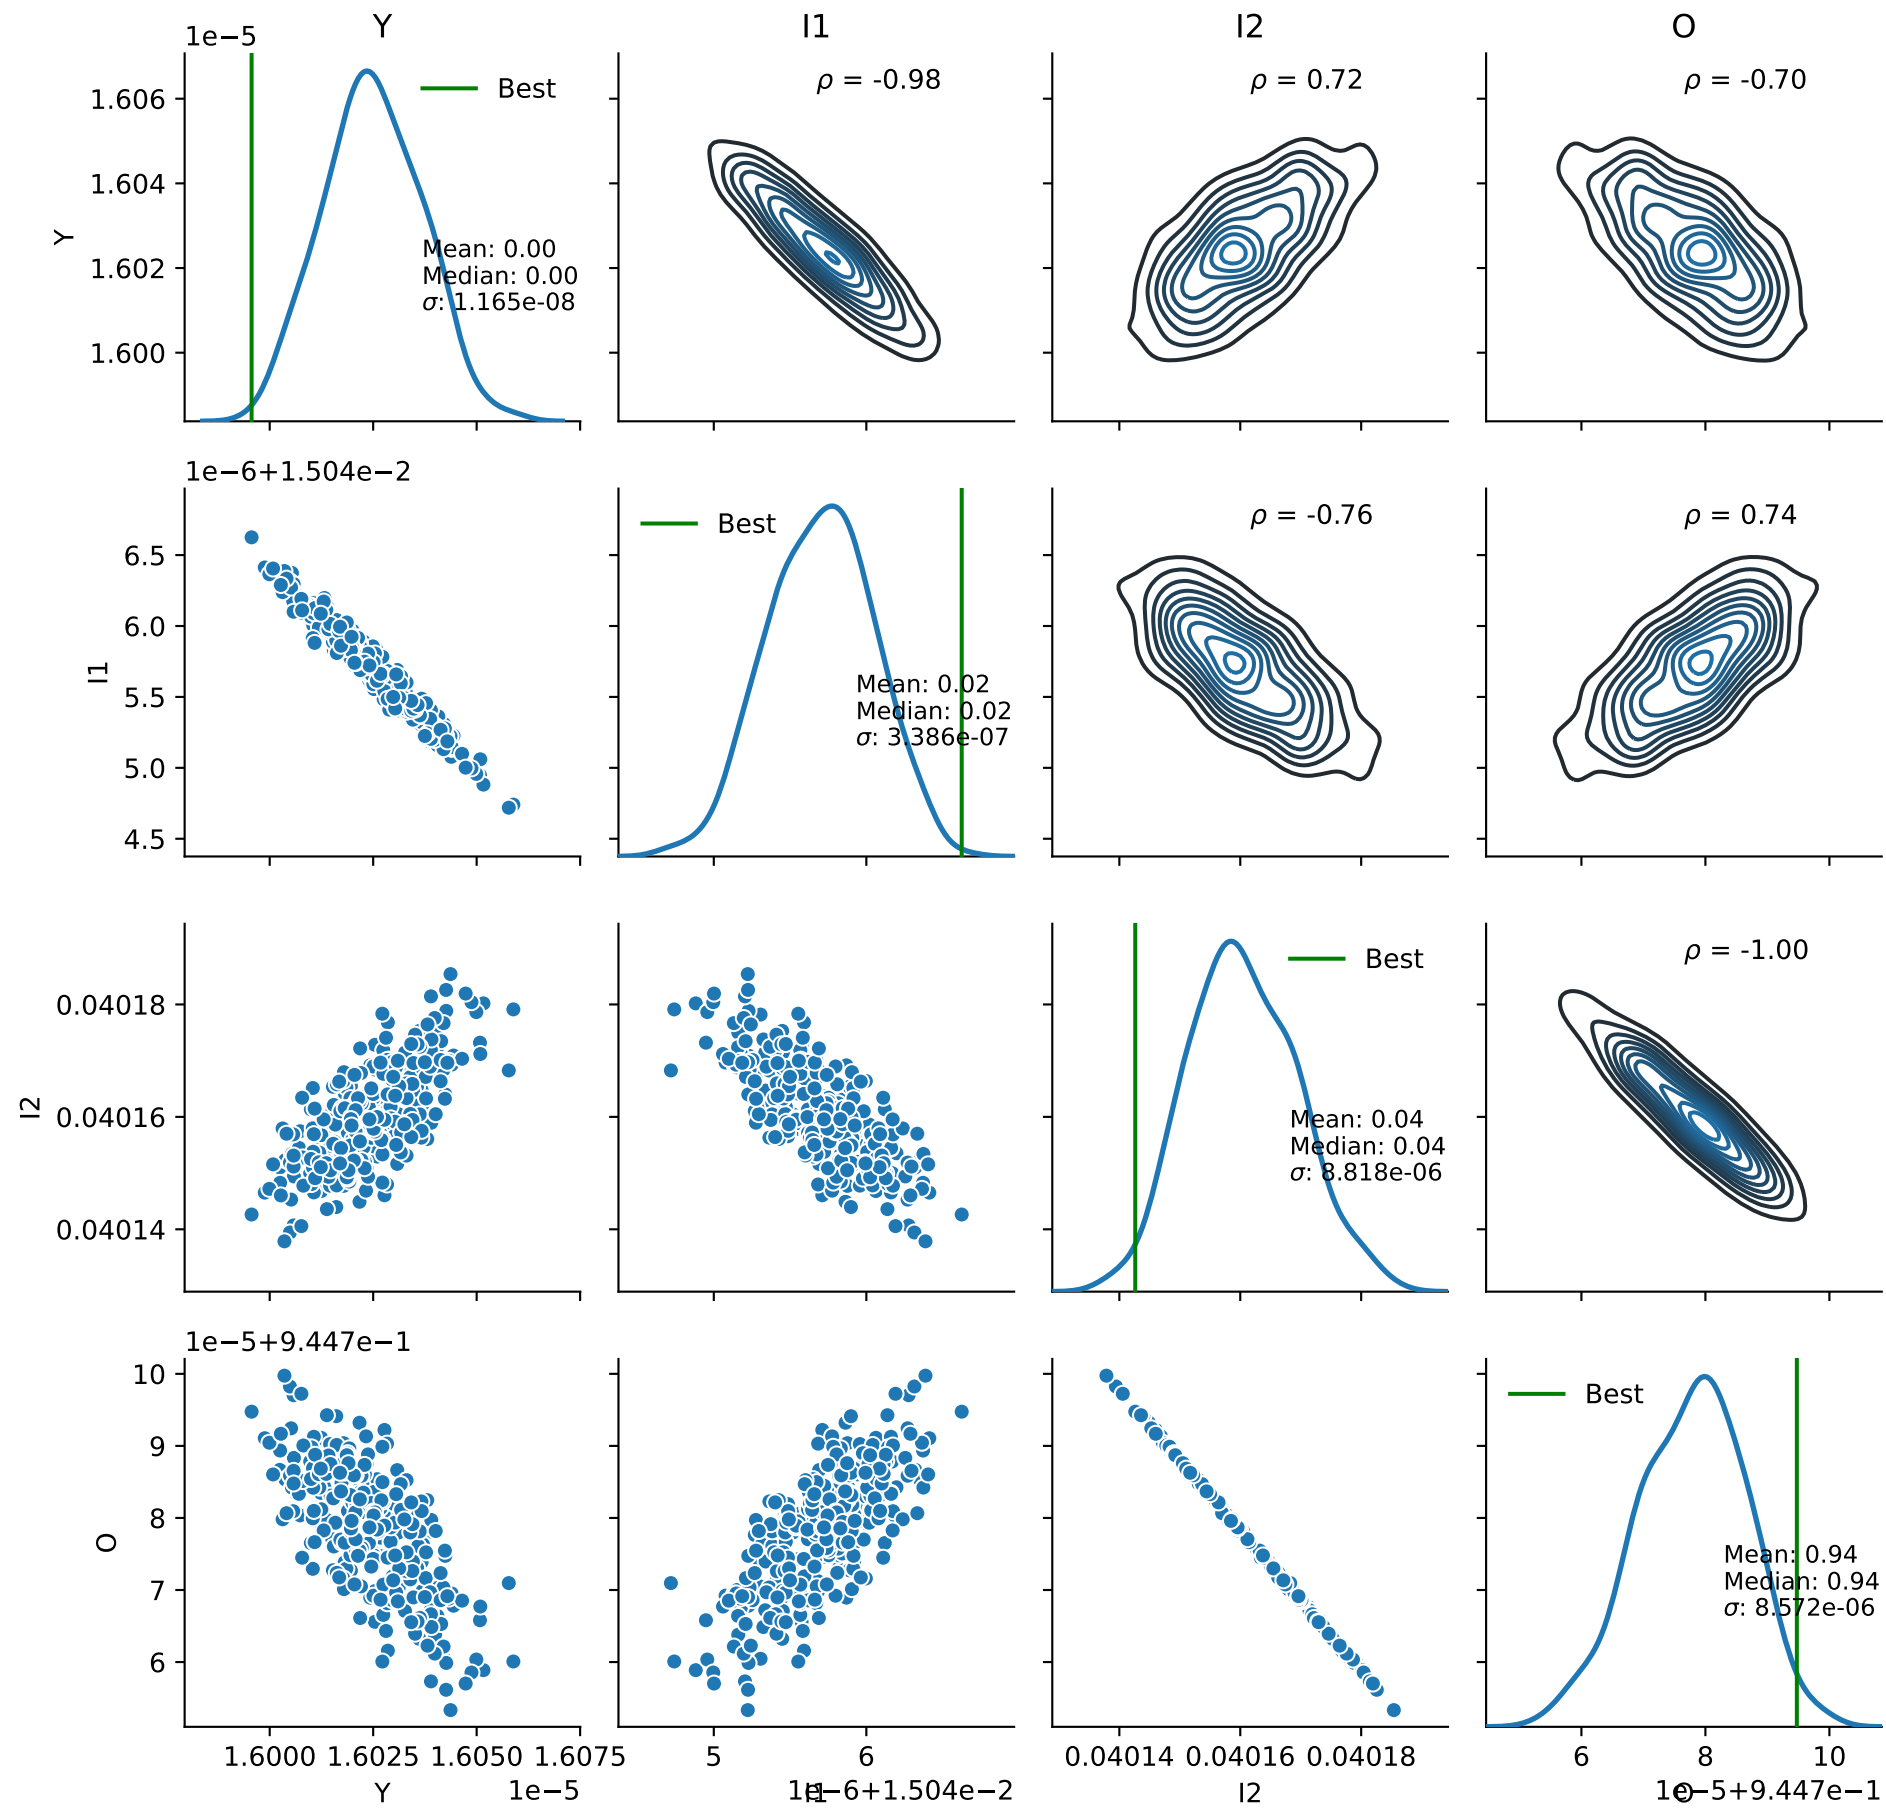 Y
I1
I2
O
1e−5
Best
ρ = -0.98
ρ = 0.72
ρ = -0.70
1.606
1.604
1.602
1.600
Y
Mean: 0.00
Median: 0.00
σ: 1.165e-08
1e−6+1.504e−2
Best
ρ = -0.76
ρ = 0.74
6.5
6.0
5.5
5.0
4.5
I1
Mean: 0.02
Median: 0.02
σ: 3.386e-07
Best
ρ = -1.00
0.04018
0.04016
0.04014
I2
Mean: 0.04
Median: 0.04
σ: 8.818e-06
1e−5+9.447e−1
Best
10
9
8
7
6
O
Mean: 0.94
Median: 0.94
σ: 8.572e-06
1.6000 1.6025 1.6050 1.6075
5 6
0.04014 0.04016 0.04018
6 8 10
1e−5
1e−6+1.504e−2
1e−5+9.447e−1
Y
I1
I2
O